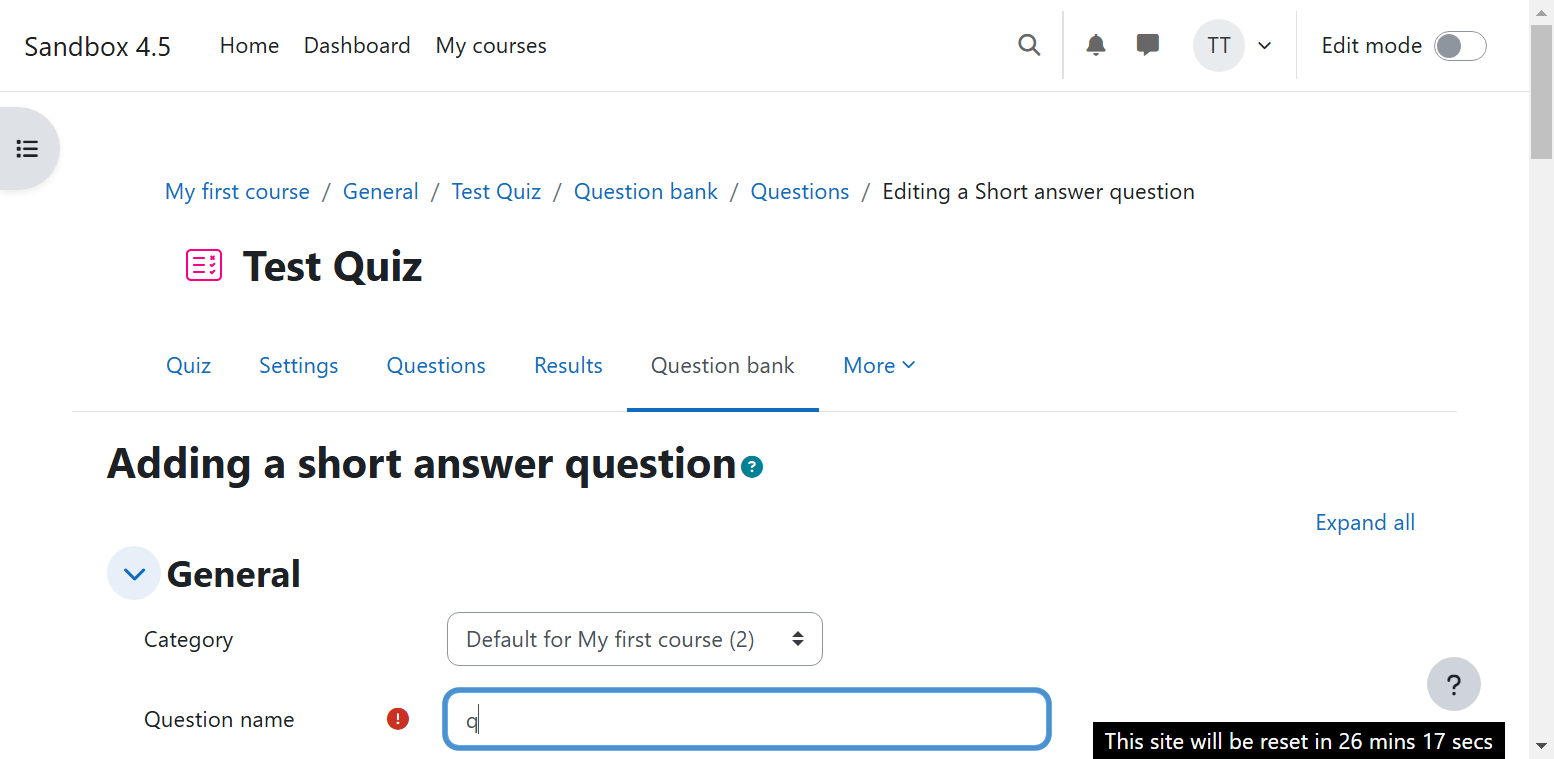 Sandbox 4.5 Home Dashboard My courses TT Edit mode
My first course / General / Test Quiz / Question bank / Questions / Editing a Short answer question
Test Quiz
Quiz Settings Questions Results Question bank More
Adding a short answer question ?
Expand all
General
Category Default for My first course (2)
Question name ! q
?
This site will be reset in 26 mins 17 secs